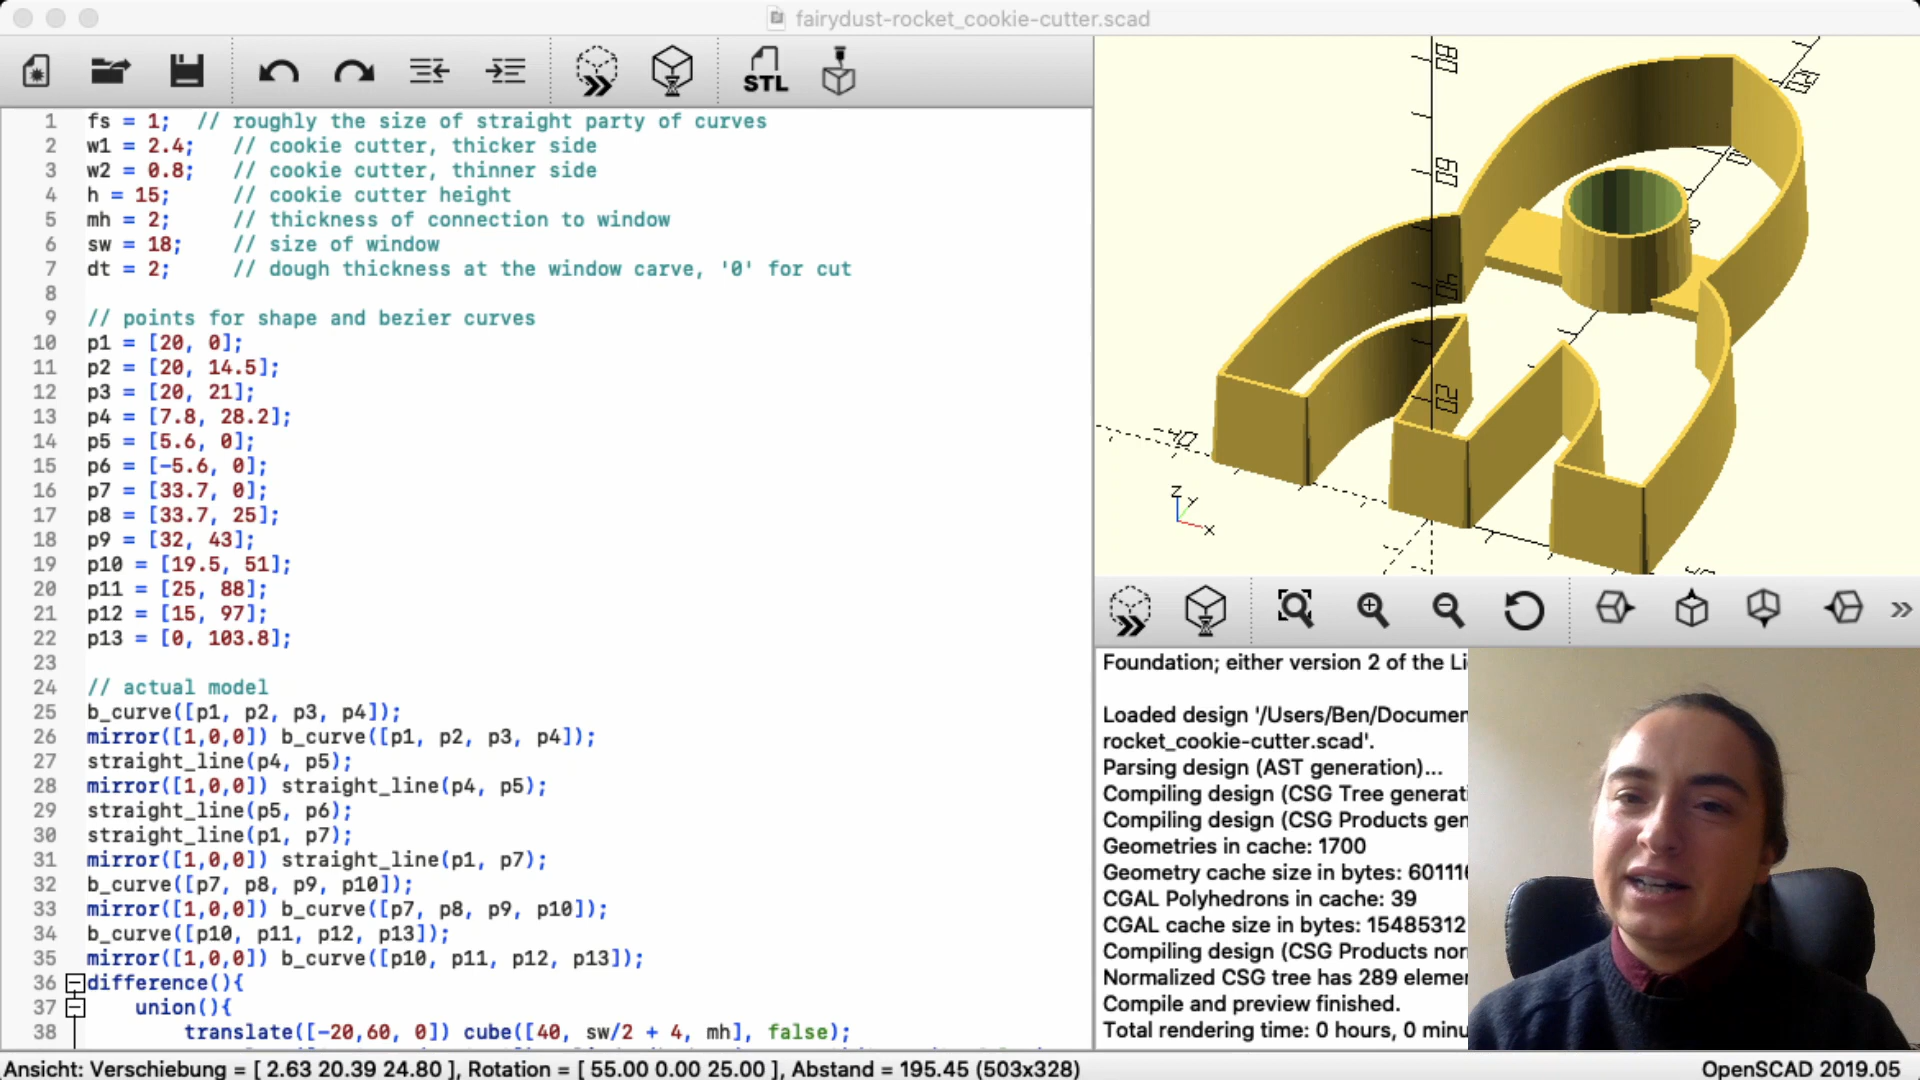 fairydust-rocket_cookie-cutter.scad
STL
1 fs = 1;  // roughly the size of straight party of curves
2 w1 = 2.4;   // cookie cutter, thicker side
3 w2 = 0.8;   // cookie cutter, thinner side
4 h = 15;     // cookie cutter height
5 mh = 2;     // thickness of connection to window
6 sw = 18;    // size of window
7 dt = 2;     // dough thickness at the window carve, '0' for cut
8
9 // points for shape and bezier curves
10 p1 = [20, 0];
11 p2 = [20, 14.5];
12 p3 = [20, 21];
13 p4 = [7.8, 28.2];
14 p5 = [5.6, 0];
15 p6 = [-5.6, 0];
16 p7 = [33.7, 0];
17 p8 = [33.7, 25];
18 p9 = [32, 43];
19 p10 = [19.5, 51];
20 p11 = [25, 88];
21 p12 = [15, 97];
22 p13 = [0, 103.8];
23
24 // actual model
25 b_curve([p1, p2, p3, p4]);
26 mirror([1,0,0]) b_curve([p1, p2, p3, p4]);
27 straight_line(p4, p5);
28 mirror([1,0,0]) straight_line(p4, p5);
29 straight_line(p5, p6);
30 straight_line(p1, p7);
31 mirror([1,0,0]) straight_line(p1, p7);
32 b_curve([p7, p8, p9, p10]);
33 mirror([1,0,0]) b_curve([p7, p8, p9, p10]);
34 b_curve([p10, p11, p12, p13]);
35 mirror([1,0,0]) b_curve([p10, p11, p12, p13]);
36 difference(){
37     union(){
38         translate([-20,60, 0]) cube([40, sw/2 + 4, mh], false);
80
60
40
20
Z
Y
X
Foundation; either version 2 of the Li
Loaded design '/Users/Ben/Documen
rocket_cookie-cutter.scad'.
Parsing design (AST generation)...
Compiling design (CSG Tree generati
Compiling design (CSG Products gen
Geometries in cache: 1700
Geometry cache size in bytes: 601116
CGAL Polyhedrons in cache: 39
CGAL cache size in bytes: 15485312
Compiling design (CSG Products nor
Normalized CSG tree has 289 eleme
Compile and preview finished.
Total rendering time: 0 hours, 0 minu
Ansicht: Verschiebung = [ 2.63 20.39 24.80 ], Rotation = [ 55.00 0.00 25.00 ], Abstand = 195.45 (503x328)
OpenSCAD 2019.05